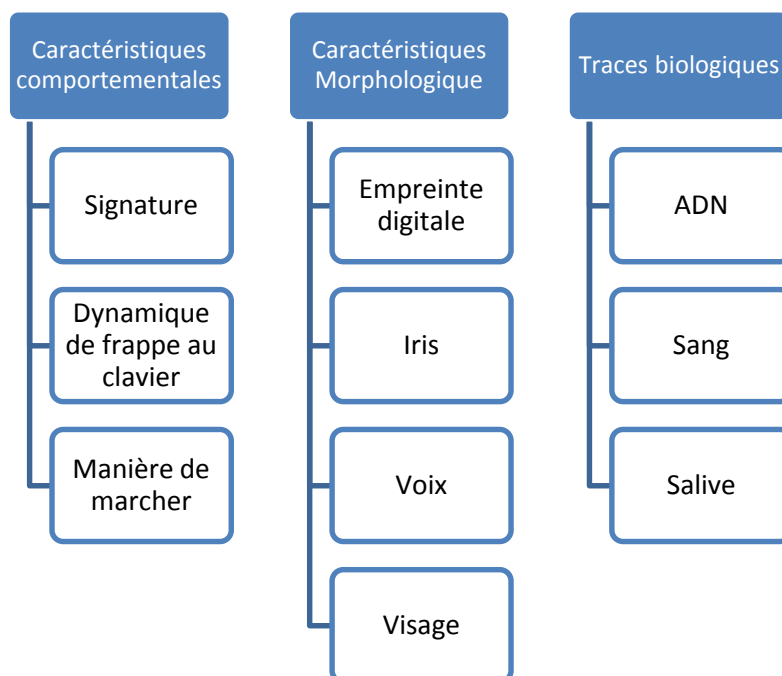 Caractéristiques
comportementales
Signature
Dynamique
de frappe au
clavier
Manière de
marcher
Caractéristiques
Morphologique
Empreinte
digitale
Iris
Voix
Visage
Traces biologiques
ADN
Sang
Salive